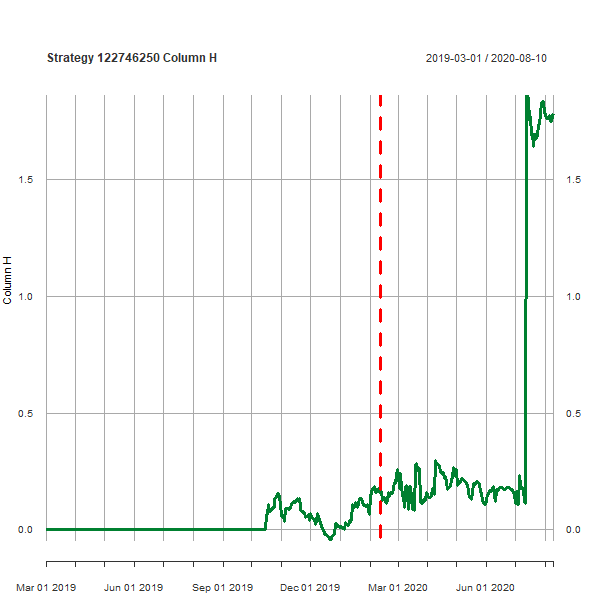 Strategy 122746250 Column H
2019-03-01 / 2020-08-10
1.5
1.5
Column H
1.0
1.0
0.5
0.5
0.0
0.0
Mar 01 2019
Jun 01 2019
Sep 01 2019
Dec 01 2019
Mar 01 2020
Jun 01 2020